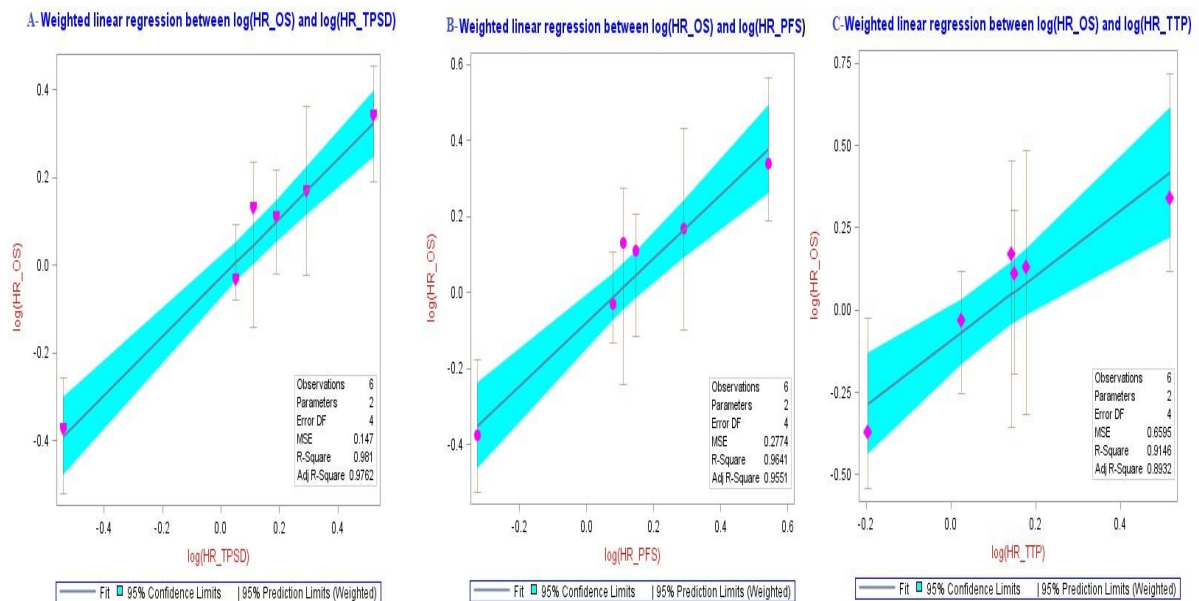 A- Weighted linear regression between log(HR_OS) and log(HR_TPSD)
log(HR_OS)
0.4
0.2
0.0
-0.2
-0.4
Observations 6
Parameters 2
Error DF 4
MSE 0.147
R-Square 0.981
Adj R-Square 0.9762
-0.4 -0.2 0.0 0.2 0.4
log(HR_TPSD)
Fit 95% Confidence Limits | 95% Prediction Limits (Weighted)
B- Weighted linear regression between log(HR_OS) and log(HR_PFS)
log(HR_OS)
0.6
0.4
0.2
0.0
-0.2
-0.4
Observations 6
Parameters 2
Error DF 4
MSE 0.2774
R-Square 0.9641
Adj R-Square 0.9551
-0.2 0.0 0.2 0.4 0.6
log(HR_PFS)
Fit 95% Confidence Limits | 95% Prediction Limits (Weighted)
C- Weighted linear regression between log(HR_OS) and log(HR_TTP)
log(HR_OS)
0.75
0.50
0.25
0.00
-0.25
-0.50
Observations 6
Parameters 2
Error DF 4
MSE 0.6595
R-Square 0.9146
Adj R-Square 0.8932
-0.2 0.0 0.2 0.4
log(HR_TTP)
Fit 95% Confidence Limits | 95% Prediction Limits (Weighted)